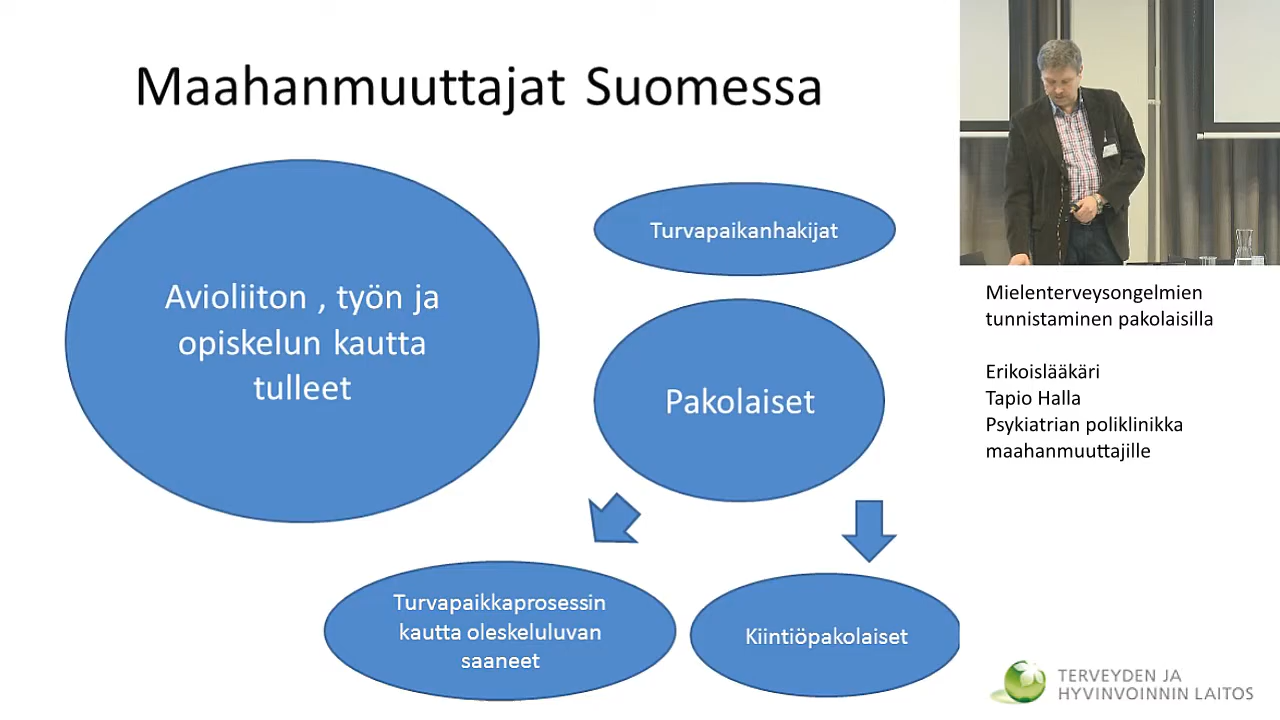 Maahanmuuttajat Suomessa
Avioliiton , työn ja
opiskelun kautta
tulleet
Turvapaikanhakijat
Pakolaiset
Turvapaikkaprosessin
kautta oleskeluluvan
saaneet
Kiintiöpakolaiset
Mielenterveysongelmien
tunnistaminen pakolaisilla
Erikoislääkäri
Tapio Halla
Psykiatrian poliklinikka
maahanmuuttajille
TERVEYDEN JA
HYVINVOINNIN LAITOS